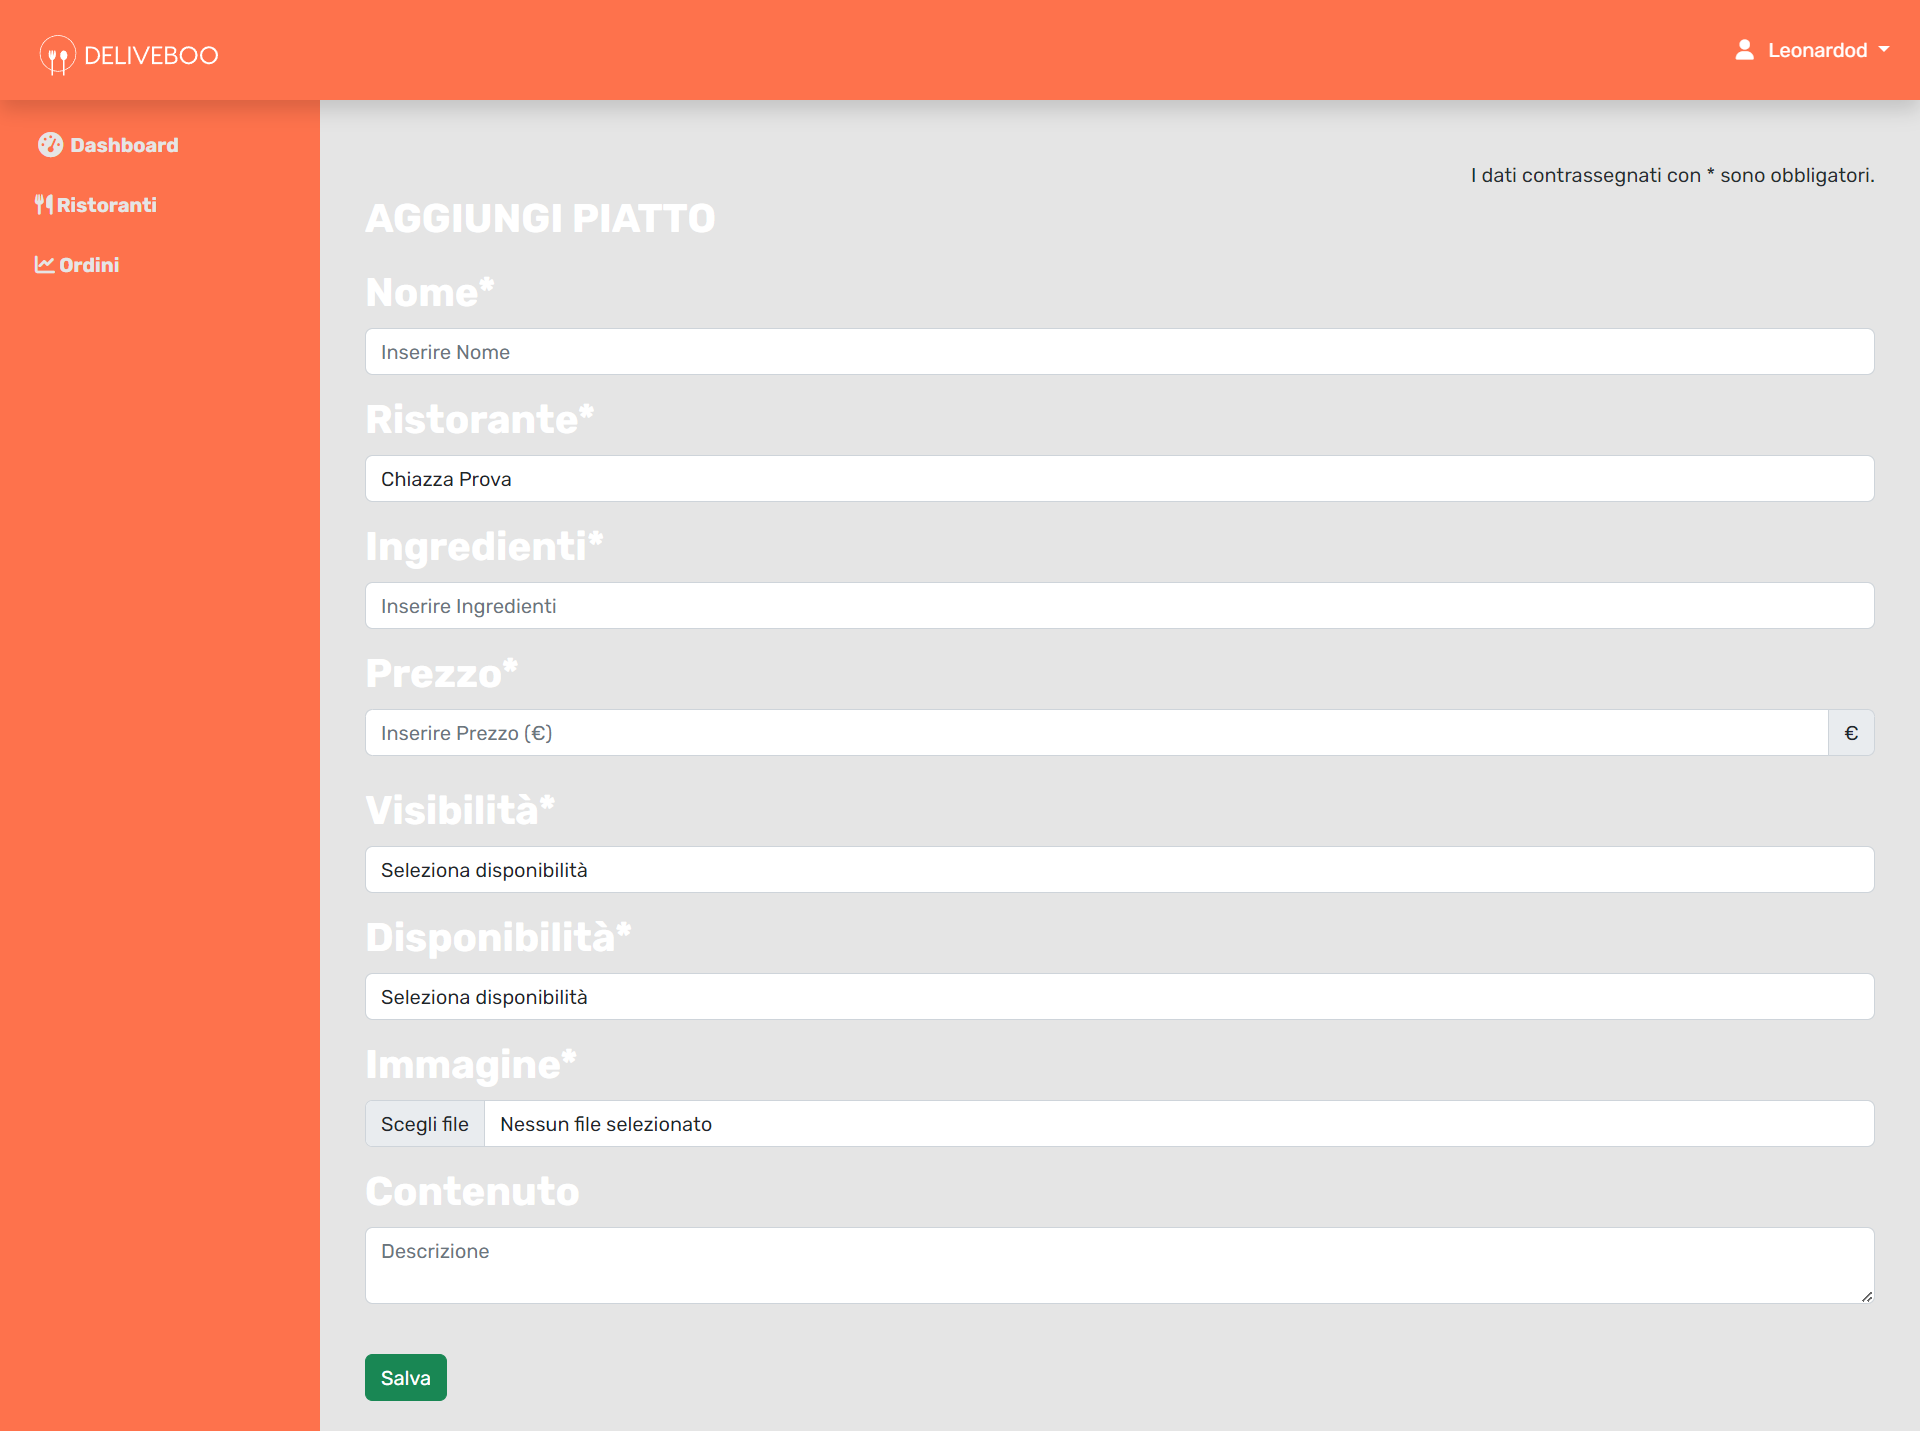 DELIVEBOO
Leonardod
Dashboard
Ristoranti
Ordini
I dati contrassegnati con * sono obbligatori.
AGGIUNGI PIATTO
Nome*
Inserire Nome
Ristorante*
Chiazza Prova
Ingredienti*
Inserire Ingredienti
Prezzo*
Inserire Prezzo (€) €
Visibilità*
Seleziona disponibilità
Disponibilità*
Seleziona disponibilità
Immagine*
Scegli file Nessun file selezionato
Contenuto
Descrizione
Salva